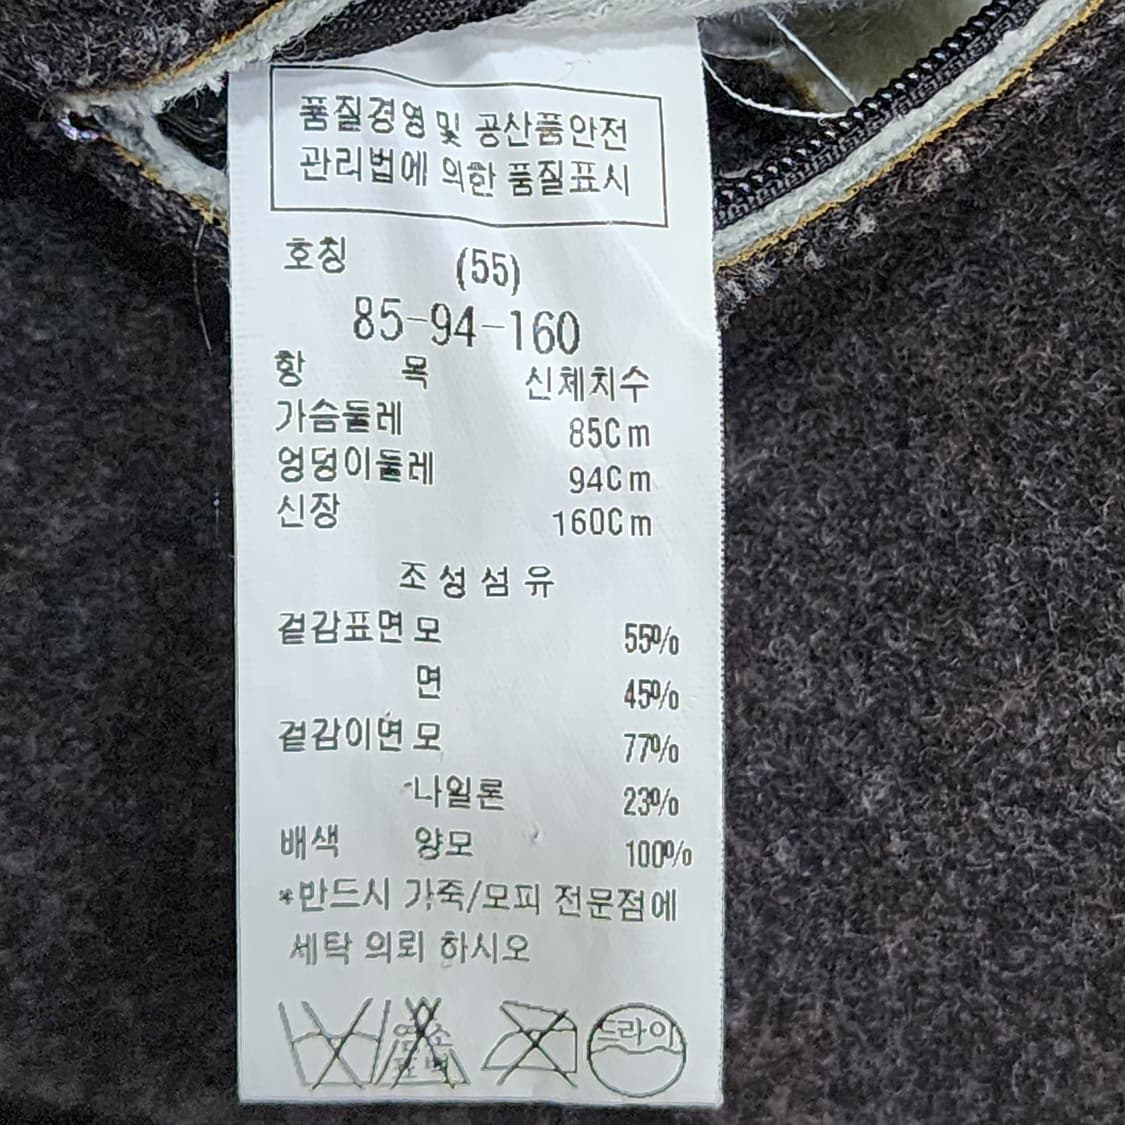 품질경영 및 공산품안전
관리법에 의한 품질표시
호칭 (55)
85-94-160
항 목 신체치수
가슴둘레 85Cm
엉덩이둘레 94Cm
신장 160Cm
조성섬유
겉감표면 모 55%
면 45%
겉감이면 모 77%
나일론 23%
배색 양모 100%
*반드시 가죽/모피 전문점에
세탁 의뢰 하시오
염소 표백 드라이